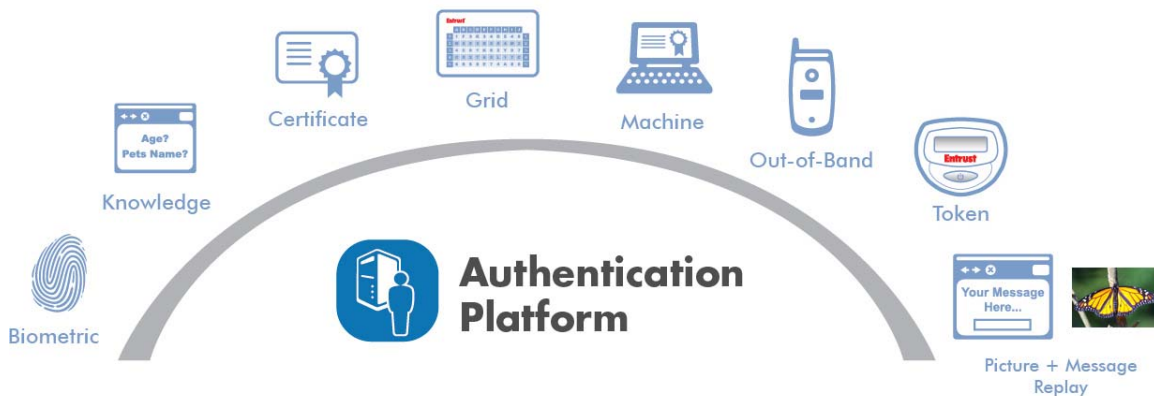 Biometric
Age?
Pets Name?
Knowledge
Certificate
Entrust
Grid
Machine
Out-of-Band
Entrust
Token
Your Message
Here...
Picture + Message
Replay
Authentication
Platform